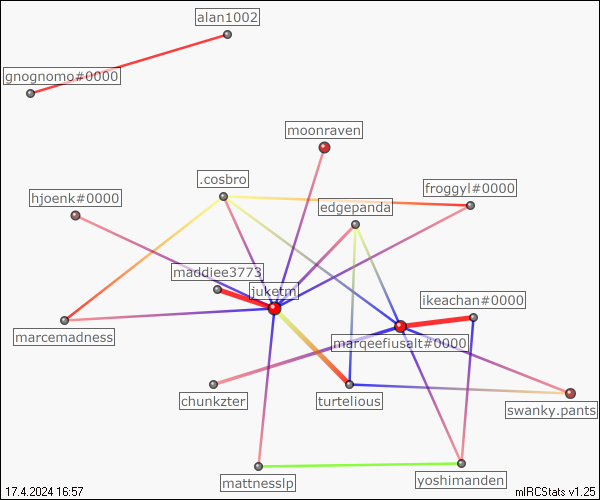 alan1002
gnognomo#0000
moonraven
.cosbro
froggyl#0000
hjoenk#0000
edgepanda
maddiee3773
juketm
ikeachan#0000
marcemadness
marqeefiusalt#0000
chunkzter
turtelious
swanky.pants
mattnesslp
yoshimanden
17.4.2024 16:57
mIRCStats v1.25